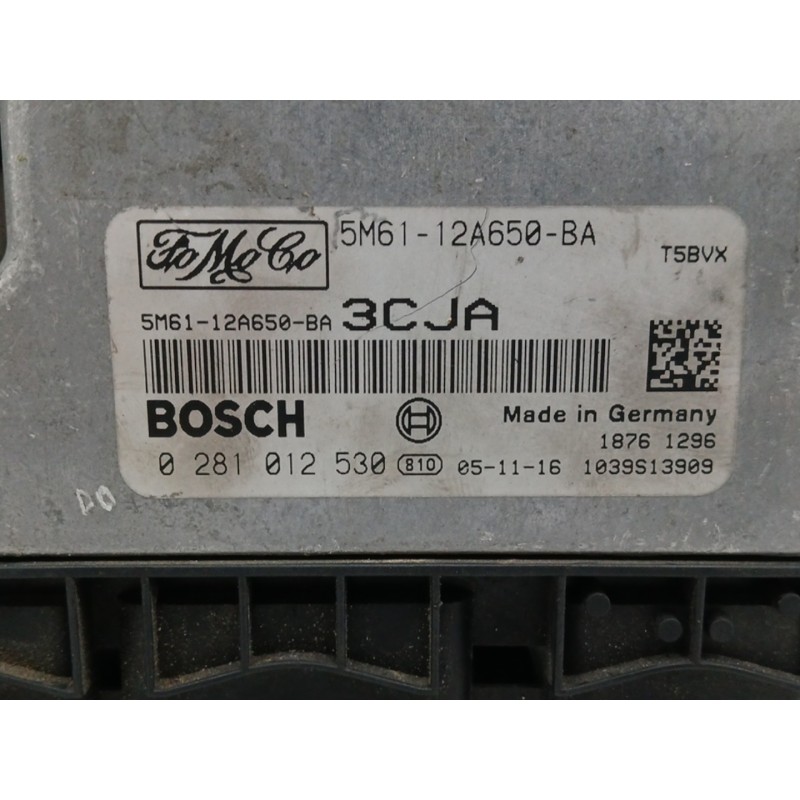 FoMoCo 5M61-12A650-BA
T5BVX
5M61-12A650-BA 3CJA
BOSCH Made in Germany
1876 1296
0 281 012 530 810 05-11-16 1039S13909
DO